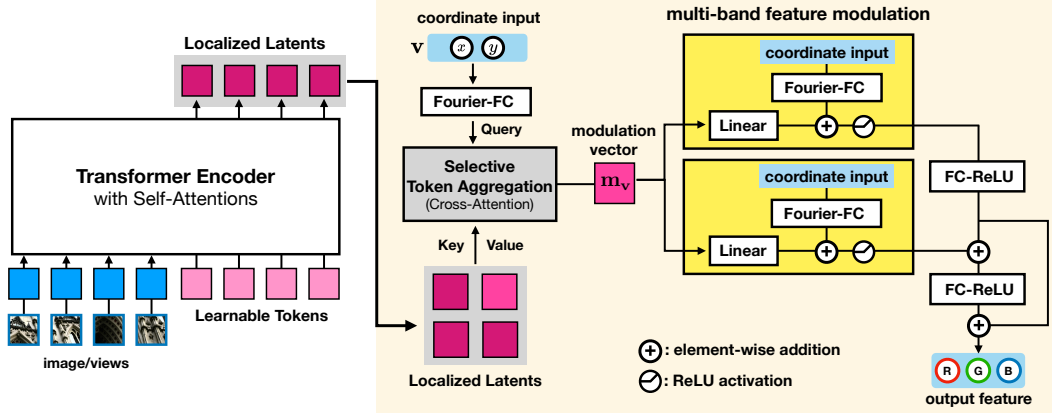 Localized Latents
Transformer Encoder
with Self-Attentions
Learnable Tokens
image/views
coordinate input
v x y
Fourier-FC
Query
Selective
Token Aggregation
(Cross-Attention)
Key Value
Localized Latents
modulation
vector
m_v
multi-band feature modulation
coordinate input
Fourier-FC
Linear
coordinate input
Fourier-FC
Linear
FC-ReLU
FC-ReLU
: element-wise addition
: ReLU activation
R G B
output feature